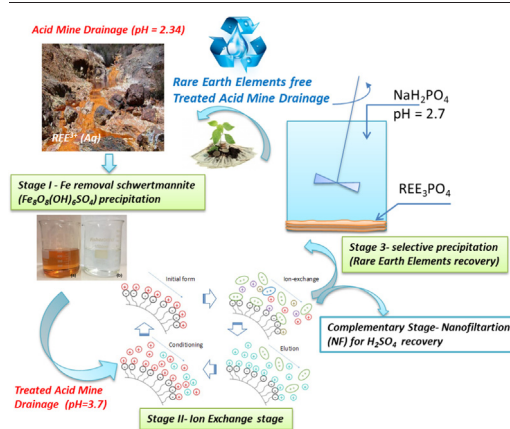 Acid Mine Drainage (pH = 2.34)
Rare Earth Elements free
Treated Acid Mine Drainage
NaH₂PO₄
pH = 2.7
REE³⁺ (Aq)
Stage I - Fe removal schwertmannite
(Fe₈O₈(OH)₆SO₄) precipitation
REE₃PO₄
Stage 3- selective precipitation
(Rare Earth Elements recovery)
Initial form
Ion-exchange
Conditioning
Elution
Complementary Stage- Nanofiltartion
(NF) for H₂SO₄ recovery
Treated Acid Mine
Drainage (pH=3.7)
Stage II- Ion Exchange stage